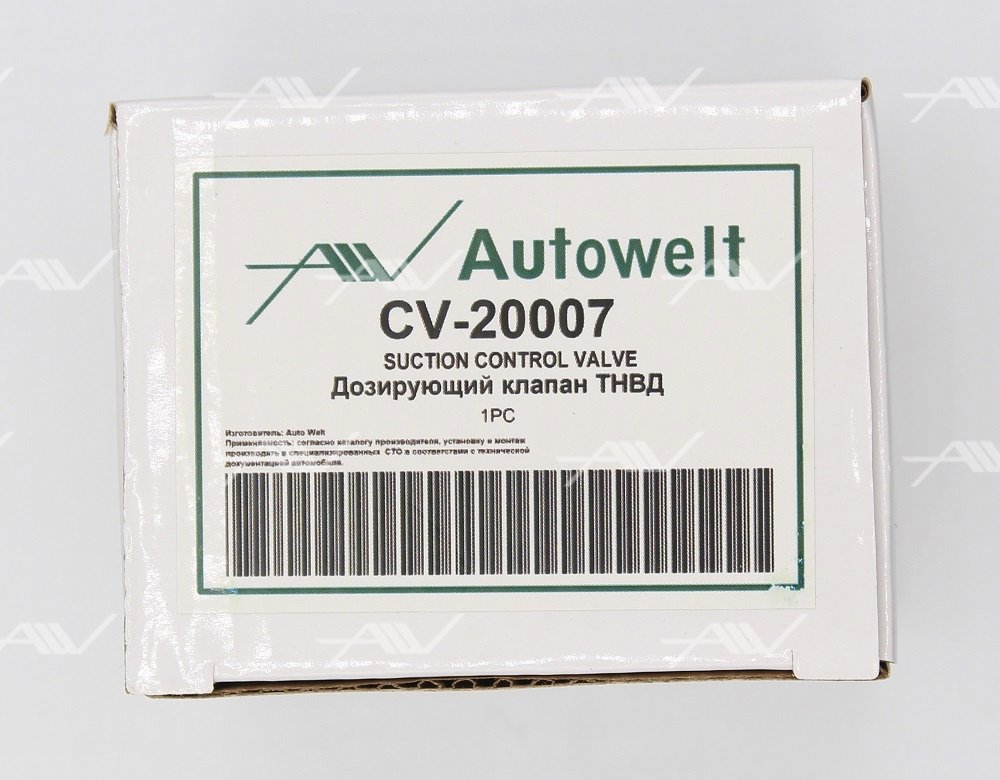 Autowelt
CV-20007
SUCTION CONTROL VALVE
Дозирующий клапан ТНВД
1PC
Изготовитель: Auto Welt
Применяемость: согласно каталогу производителя, установку и монтаж
производить в специализированных СТО в соответствии с технической
документацией автомобиля.